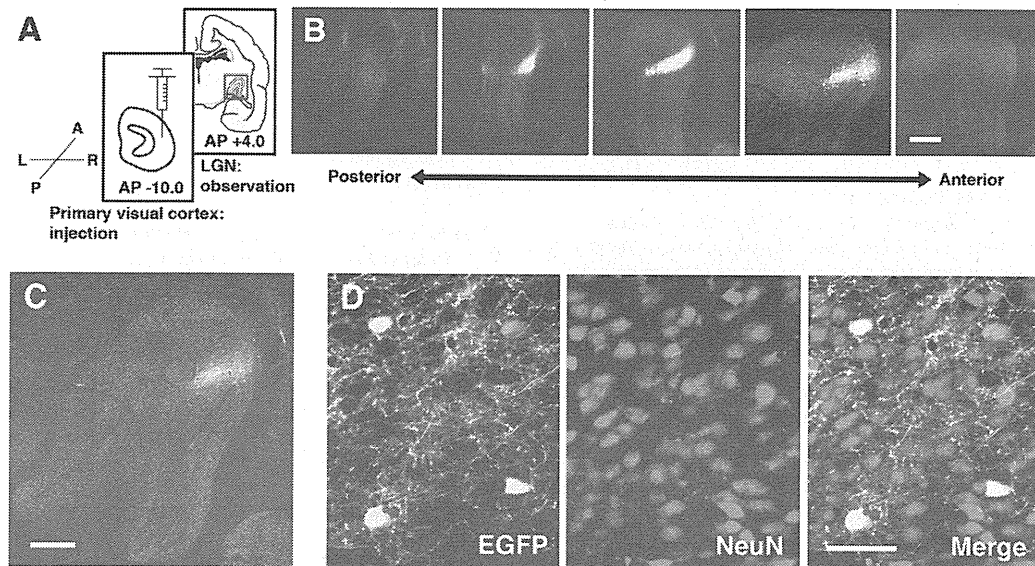 A
AP +4.0
LGN:
observation
A
L R
P
AP -10.0
Primary visual cortex:
injection
B
Posterior
Anterior
C
D
EGFP
NeuN
Merge